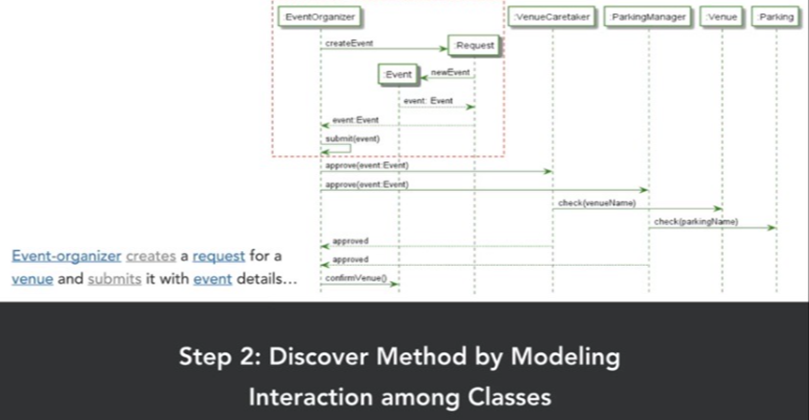 :EventOrganizer
:VenueCaretaker
:ParkingManager
:Venue
:Parking
createEvent
:Request
:Event
newEvent
event: Event
event:Event
submit(event)
approve(event:Event)
approve(event:Event)
check(venueName)
check(parkingName)
approved
approved
confirmVenue()
Event-organizer creates a request for a
venue and submits it with event details...
Step 2: Discover Method by Modeling
Interaction among Classes